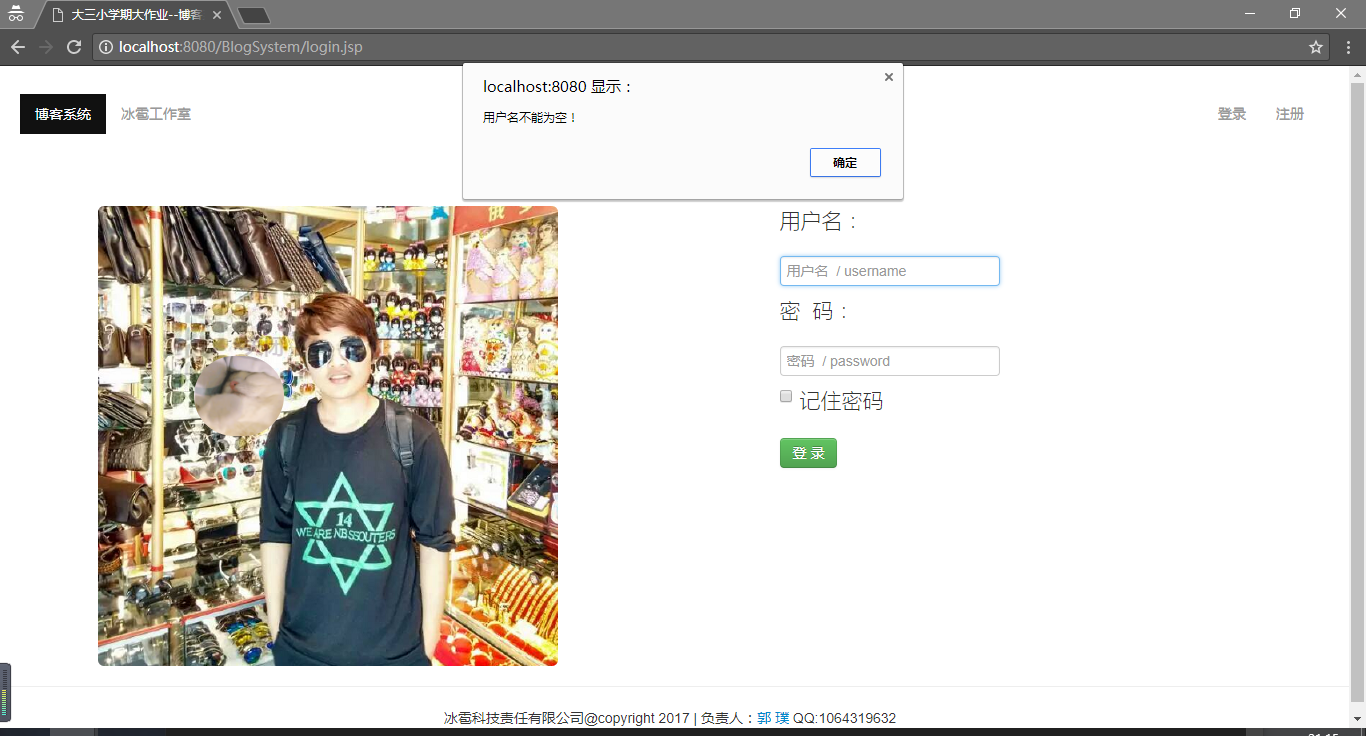 大三小学期大作业--博客
localhost:8080/BlogSystem/login.jsp
localhost:8080 显示：
用户名不能为空！
确定
博客系统
冰雹工作室
登录
注册
用户名：
用户名 / username
密 码：
密码 / password
记住密码
登 录
14
WE ARE NB SSOUTERS
冰雹科技责任有限公司@copyright 2017 | 负责人：郭 璞 QQ:1064319632